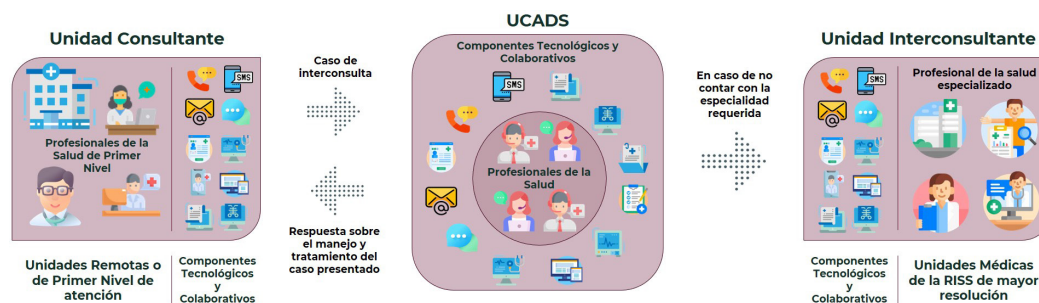 UCADS
Unidad Consultante
Unidad Interconsultante
Profesionales de la
Salud de Primer
Nivel
SMS
Unidades Remotas o
de Primer Nivel de
atención
Componentes
Tecnológicos
y
Colaborativos
Caso de
interconsulta
Respuesta sobre
el manejo y
tratamiento del
caso presentado
Componentes Tecnológicos y
Colaborativos
SMS
Profesionales de la
Salud
En caso de no
contar con la
especialidad
requerida
SMS
Profesional de la salud
especializado
Componentes
Tecnológicos
y
Colaborativos
Unidades Médicas
de la RISS de mayor
resolución